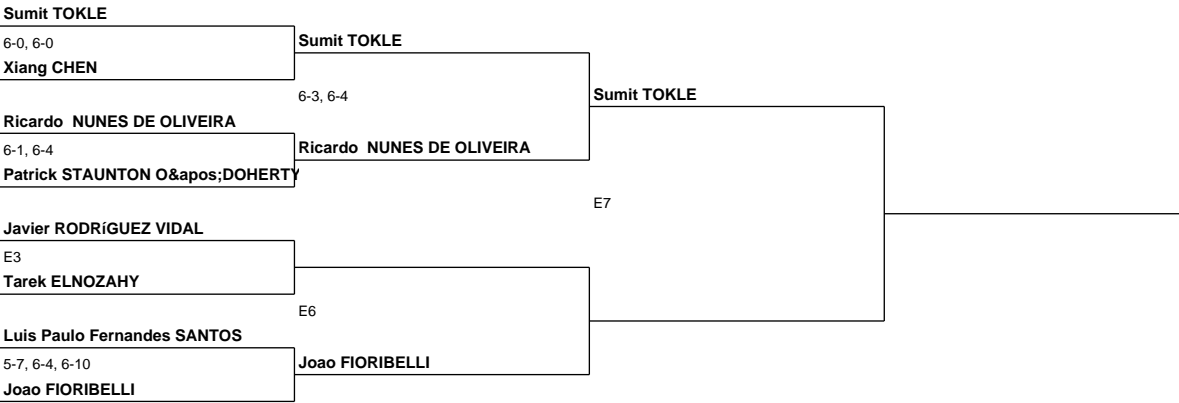 Sumit TOKLE
6-0, 6-0
Sumit TOKLE
Xiang CHEN
6-3, 6-4
Sumit TOKLE
Ricardo  NUNES DE OLIVEIRA
6-1, 6-4
Ricardo  NUNES DE OLIVEIRA
Patrick STAUNTON O&apos;DOHERTY
E7
Javier RODRíGUEZ VIDAL
E3
Tarek ELNOZAHY
E6
Luis Paulo Fernandes SANTOS
5-7, 6-4, 6-10
Joao FIORIBELLI
Joao FIORIBELLI